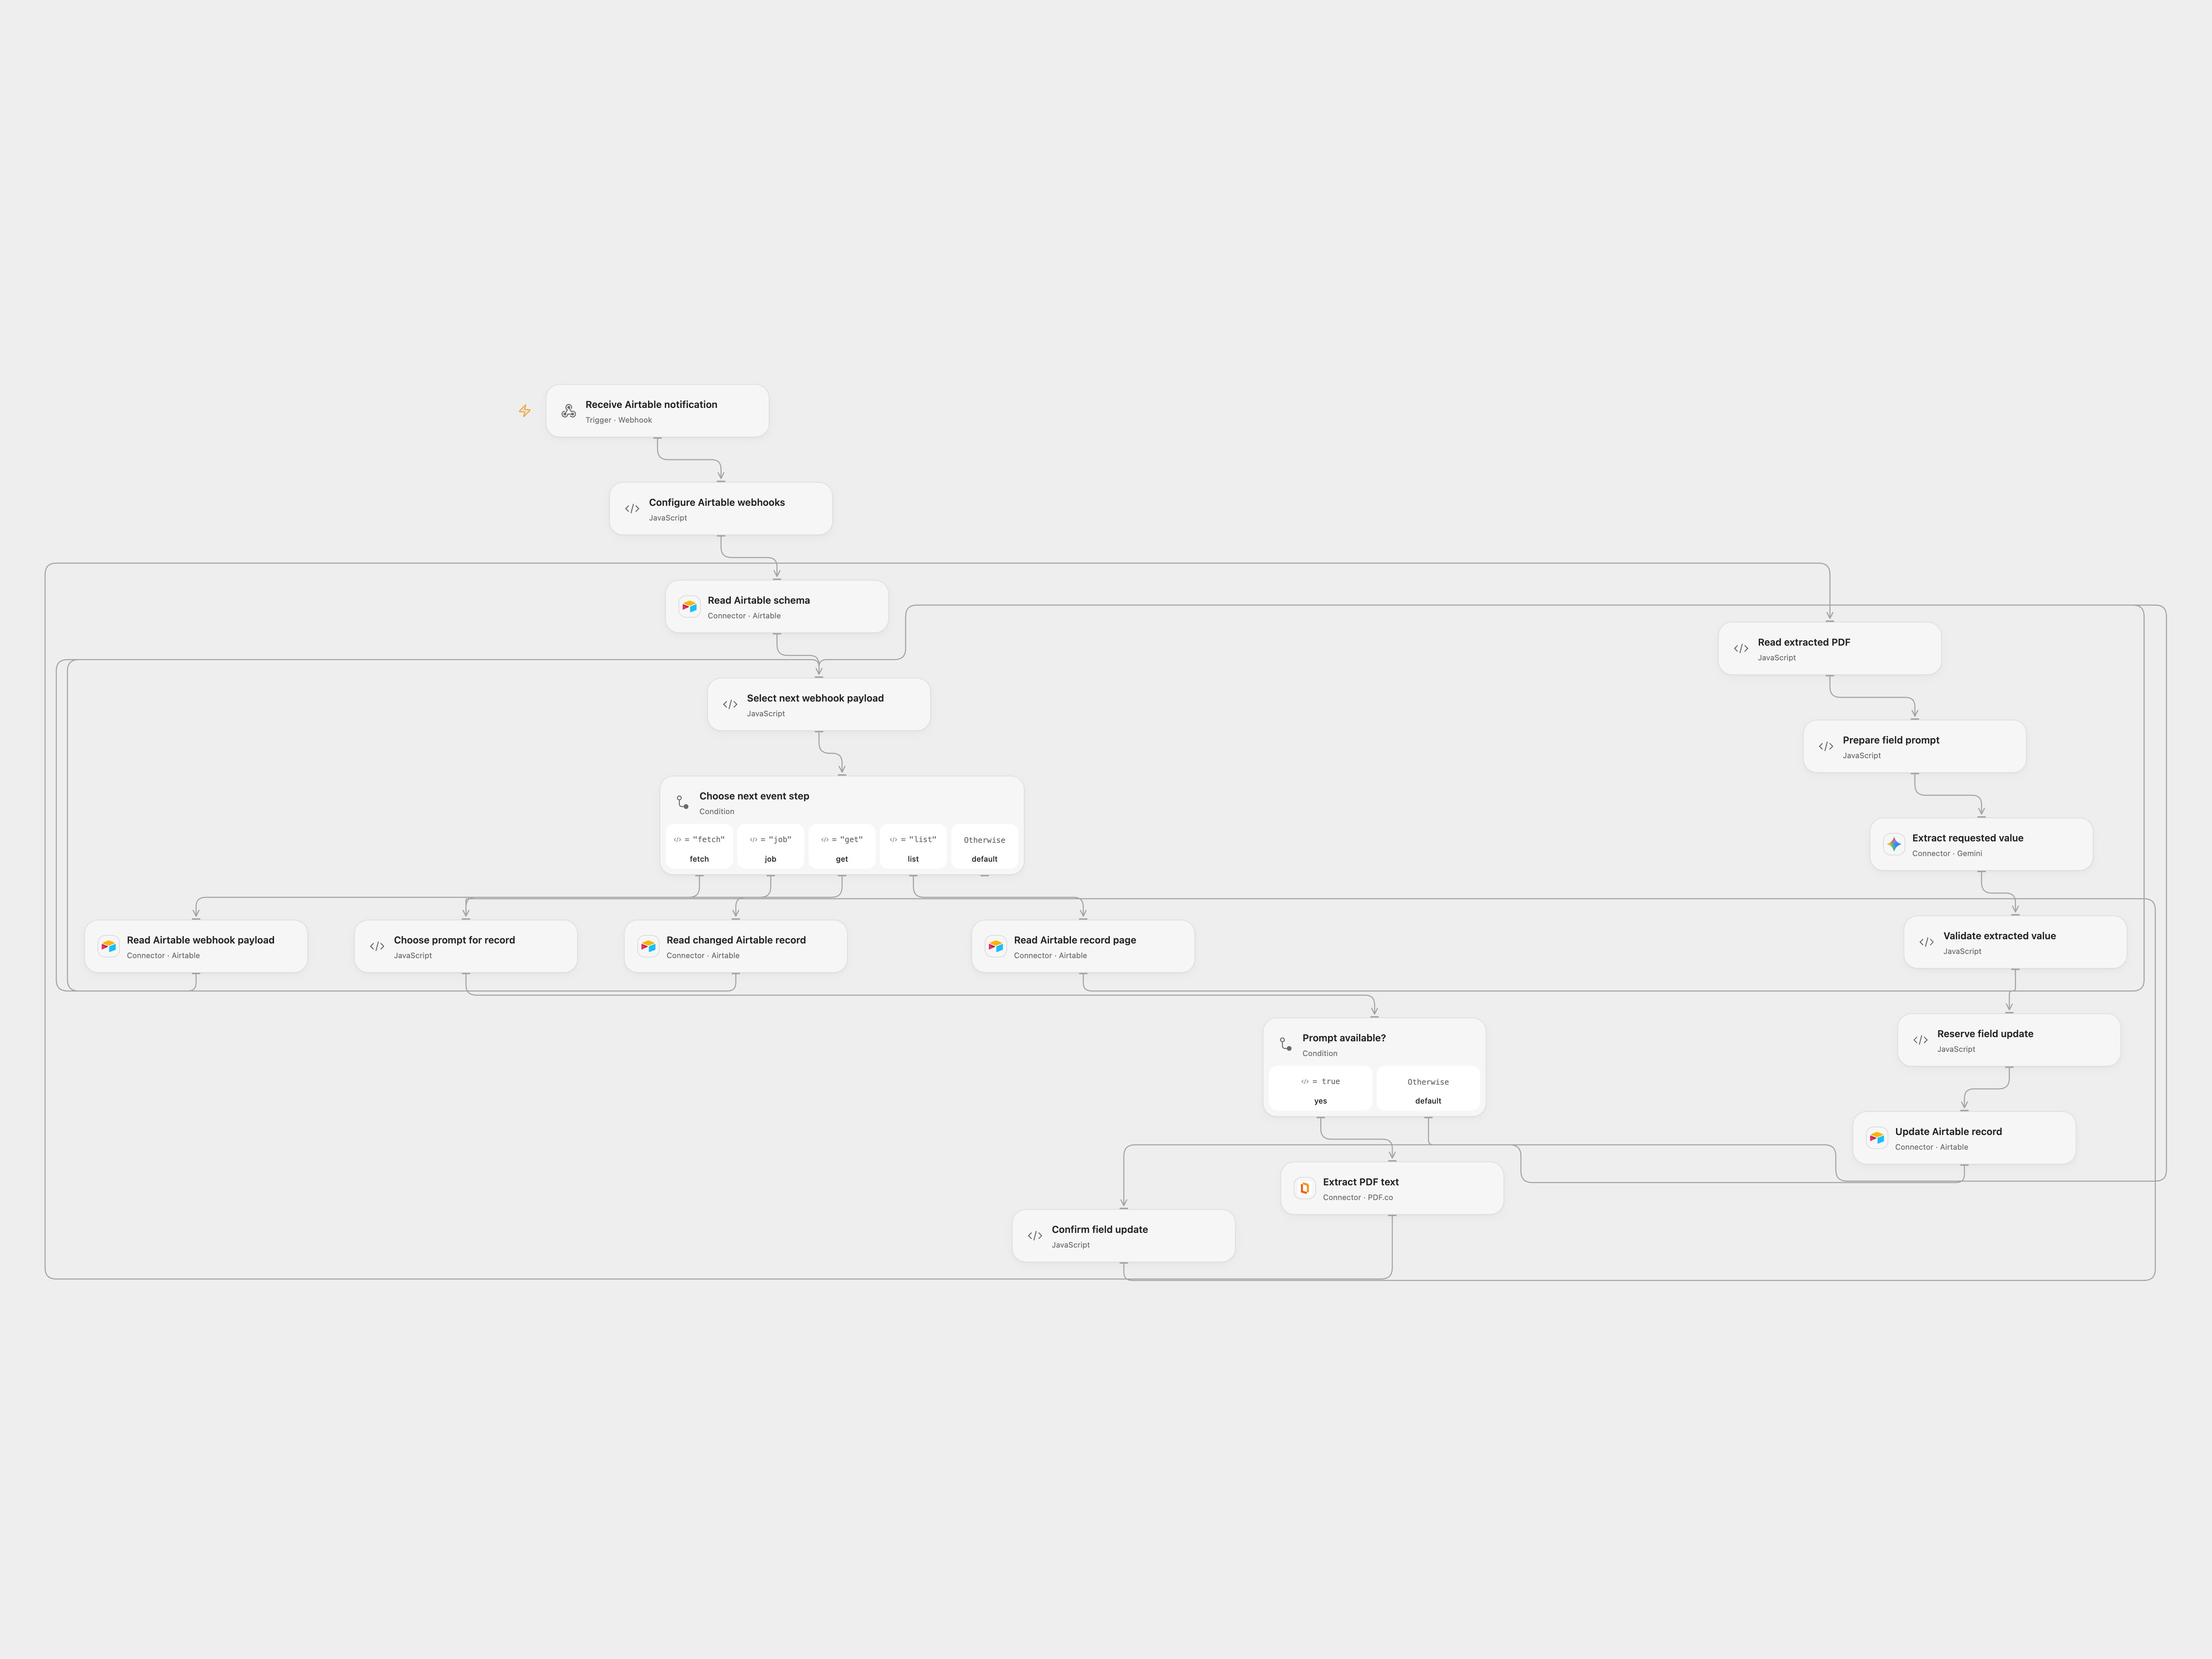 Receive Airtable notification
Trigger · Webhook
Configure Airtable webhooks
JavaScript
Read Airtable schema
Connector · Airtable
Select next webhook payload
JavaScript
Choose next event step
Condition
</> = "fetch"
fetch
</> = "job"
job
</> = "get"
get
</> = "list"
list
Otherwise
default
Read Airtable webhook payload
Connector · Airtable
Choose prompt for record
JavaScript
Read changed Airtable record
Connector · Airtable
Read Airtable record page
Connector · Airtable
Prompt available?
Condition
</> = true
yes
Otherwise
default
Extract PDF text
Connector · PDF.co
Confirm field update
JavaScript
Read extracted PDF
JavaScript
Prepare field prompt
JavaScript
Extract requested value
Connector · Gemini
Validate extracted value
JavaScript
Reserve field update
JavaScript
Update Airtable record
Connector · Airtable